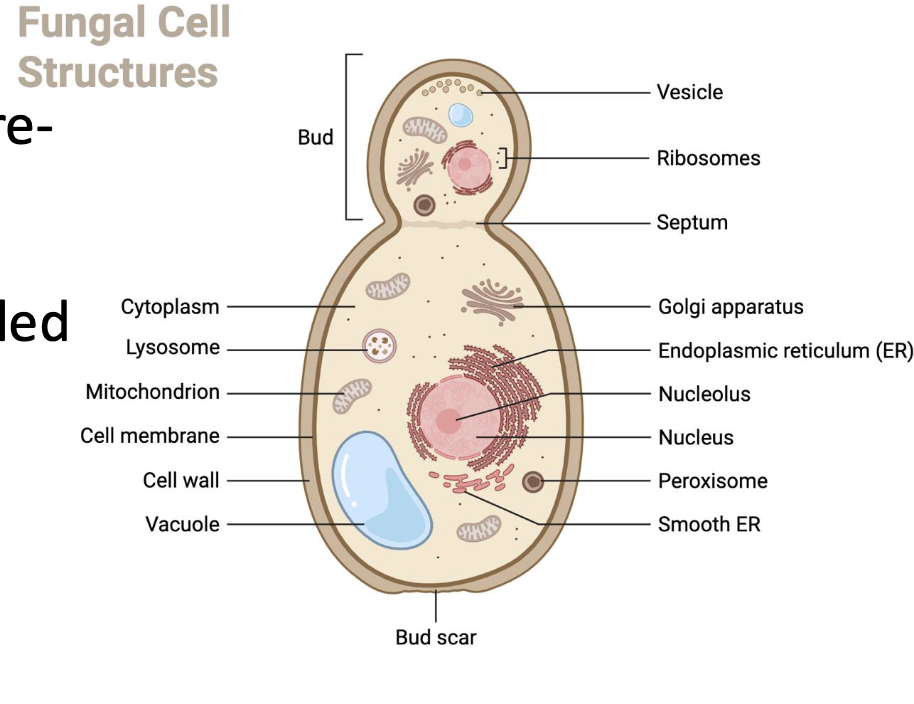 Fungal Cell
Structures
re-
led
Bud
Vesicle
Ribosomes
Septum
Cytoplasm
Lysosome
Mitochondrion
Cell membrane
Cell wall
Vacuole
Golgi apparatus
Endoplasmic reticulum (ER)
Nucleolus
Nucleus
Peroxisome
Smooth ER
Bud scar